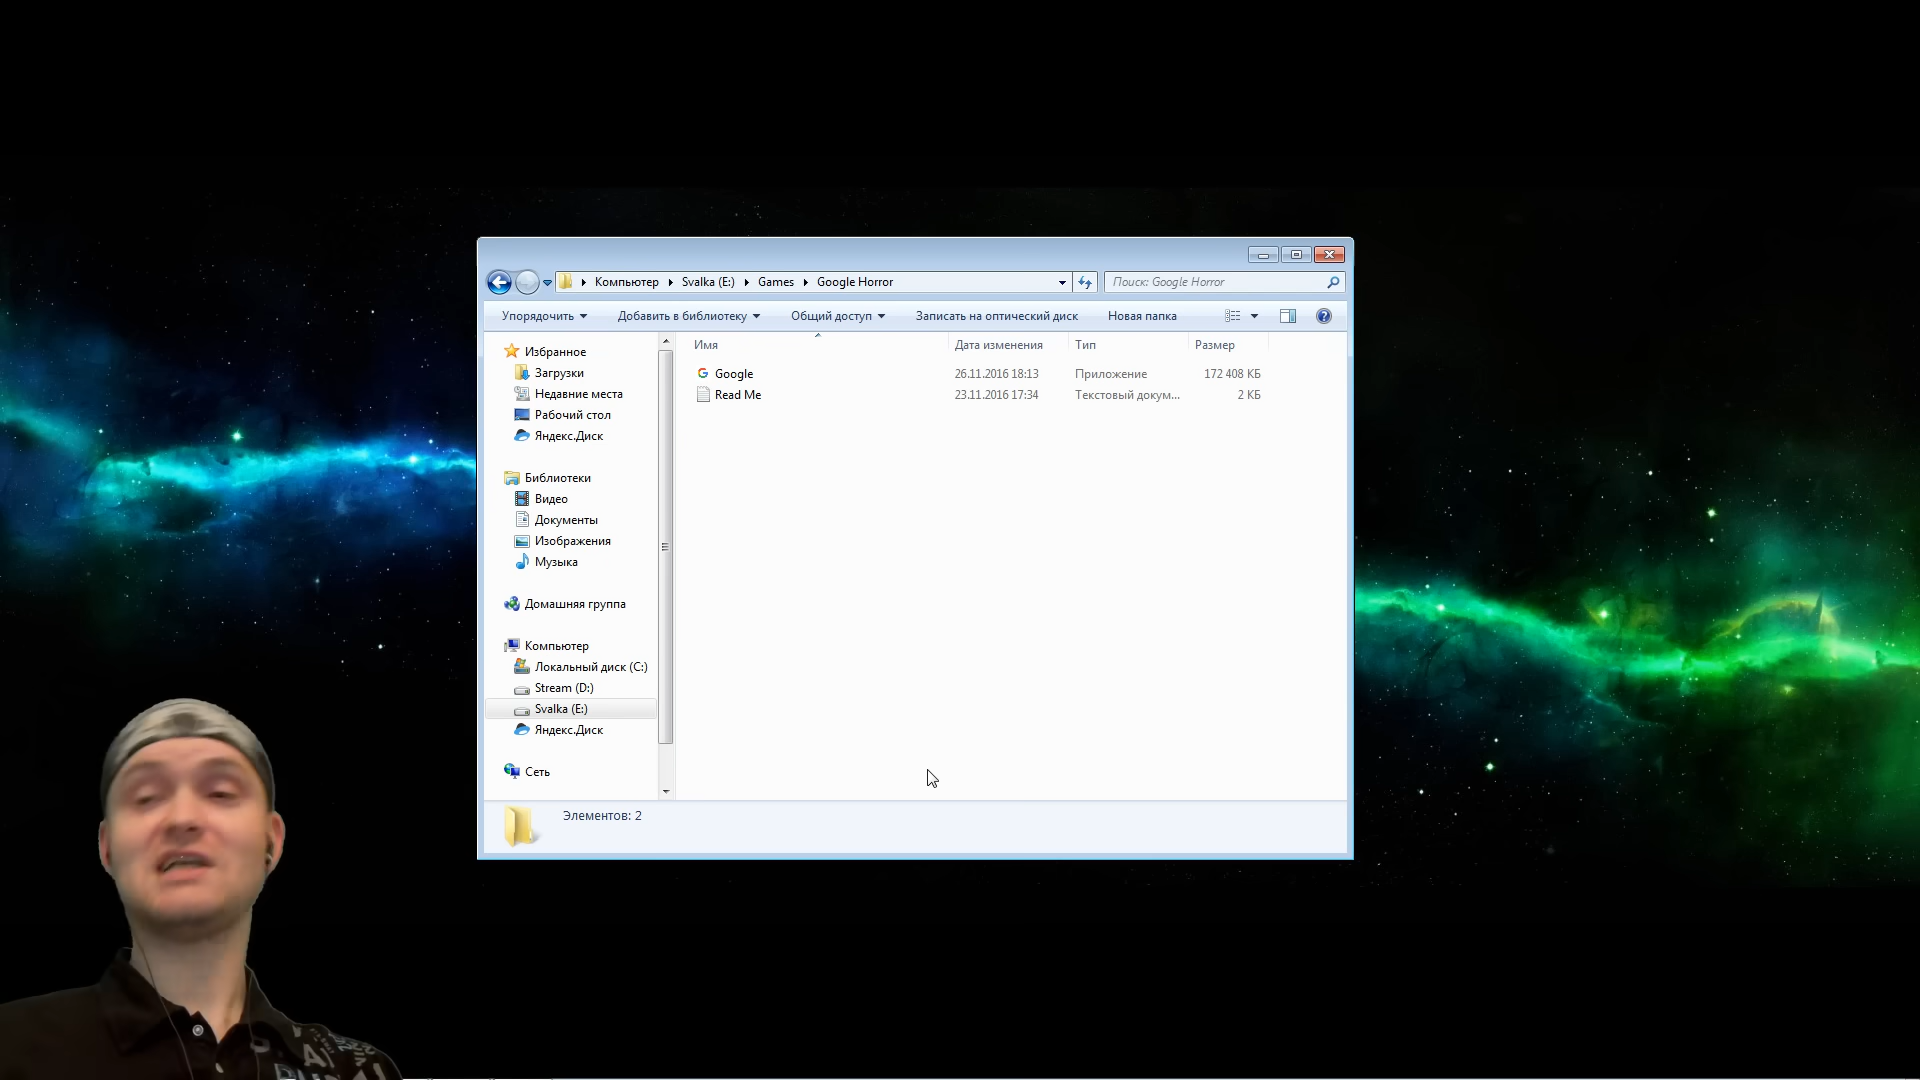 Компьютер Svalka (E:) Games Google Horror Поиск: Google Horror
Упорядочить Добавить в библиотеку Общий доступ Записать на оптический диск Новая папка
Имя Дата изменения Тип Размер
Google 26.11.2016 18:13 Приложение 172 408 КБ
Read Me 23.11.2016 17:34 Текстовый докум... 2 КБ
Избранное
Загрузки
Недавние места
Рабочий стол
Яндекс.Диск
Библиотеки
Видео
Документы
Изображения
Музыка
Домашняя группа
Компьютер
Локальный диск (C:)
Stream (D:)
Svalka (E:)
Яндекс.Диск
Сеть
Элементов: 2